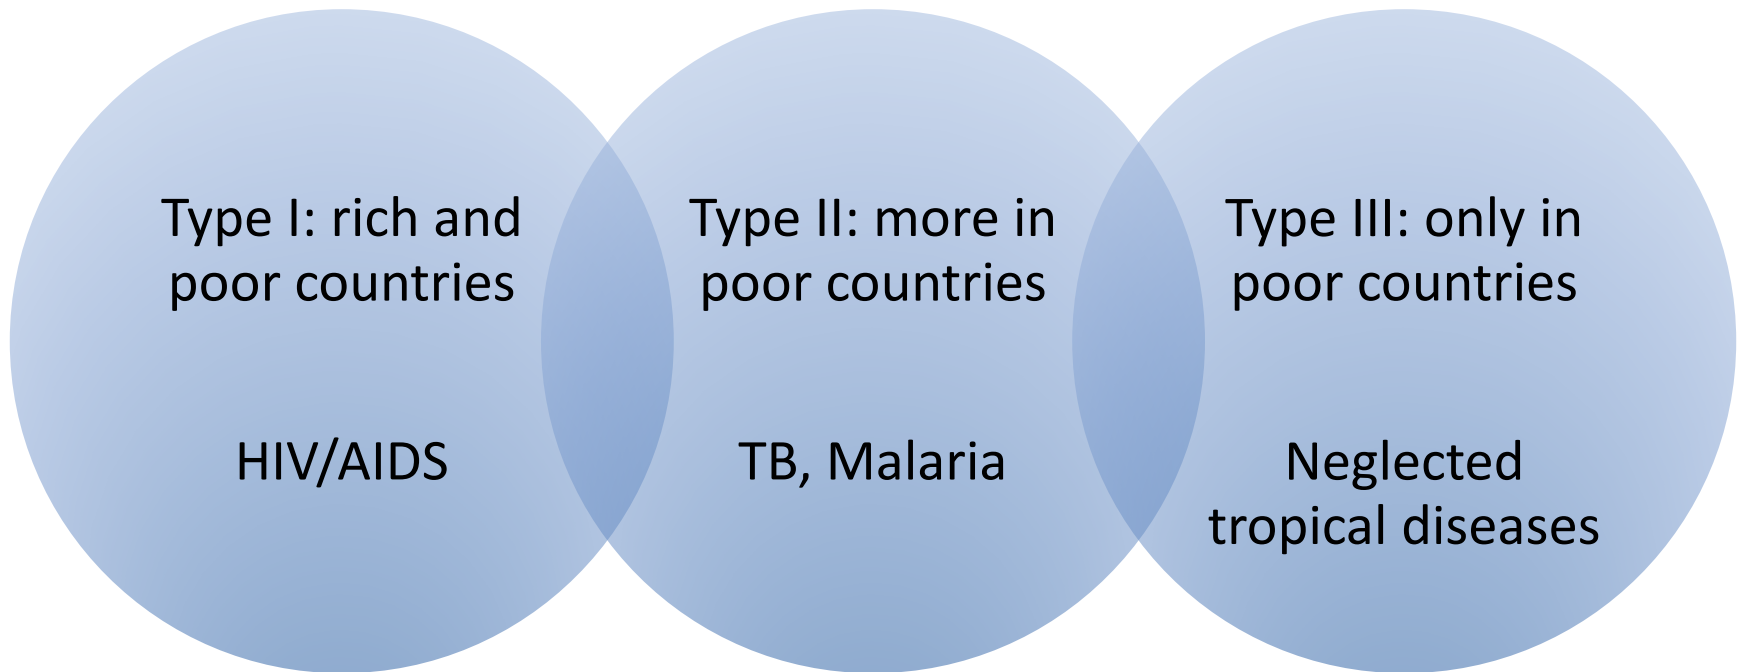 Type I: rich and
poor countries
HIV/AIDS
Type II: more in
poor countries
TB, Malaria
Type III: only in
poor countries
Neglected
tropical diseases